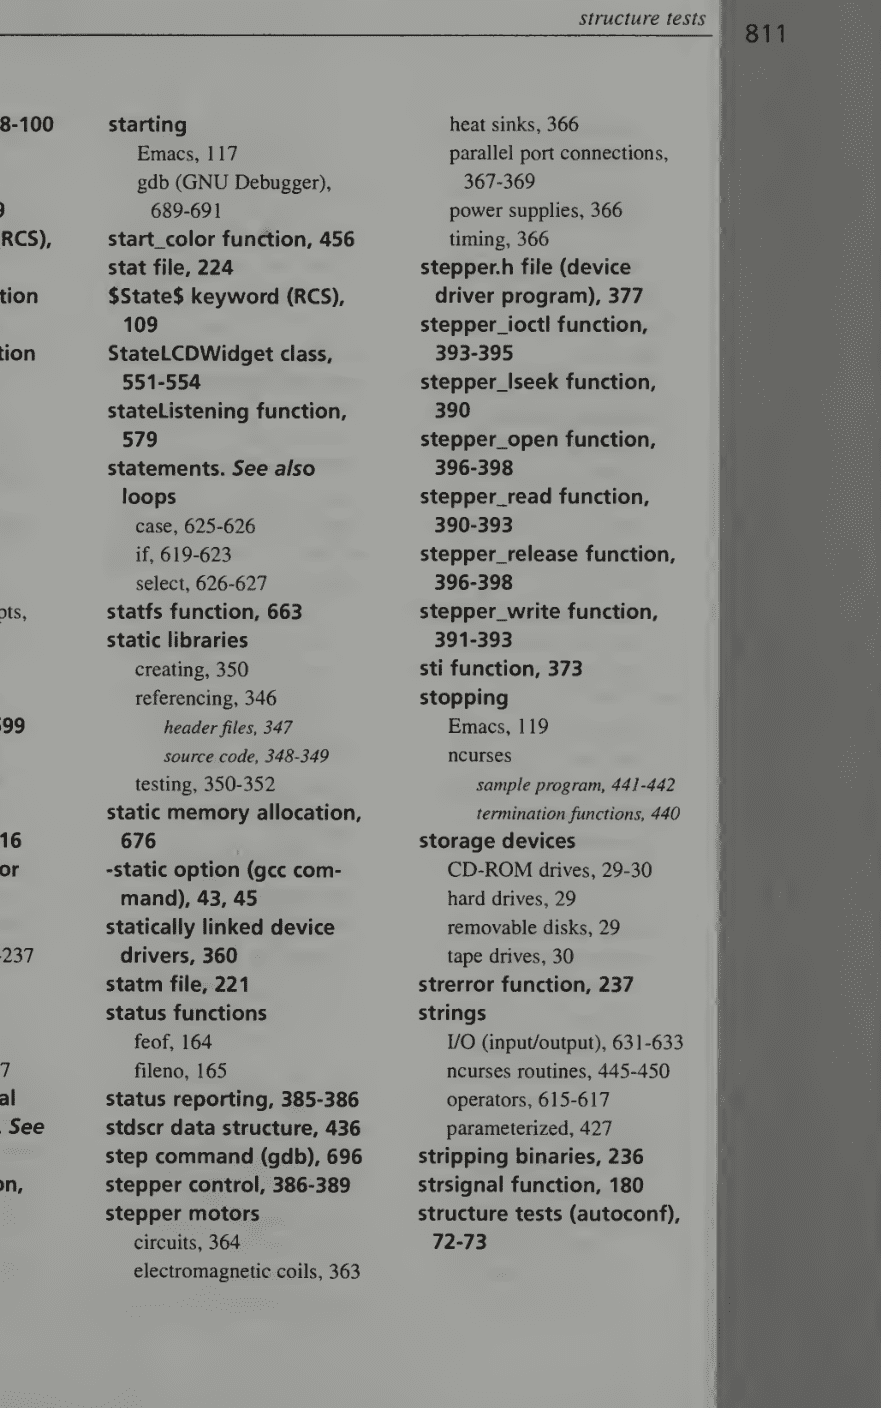 structure tests
811
8-100
9
RCS),
tion
tion
pts,
599
16
or
-237
7
al
. See
on,
starting
Emacs, 117
gdb (GNU Debugger),
689-691
start_color function, 456
stat file, 224
$State$ keyword (RCS),
109
StateLCDWidget class,
551-554
stateListening function,
579
statements. See also
loops
case, 625-626
if, 619-623
select, 626-627
statfs function, 663
static libraries
creating, 350
referencing, 346
header files, 347
source code, 348-349
testing, 350-352
static memory allocation,
676
-static option (gcc com-
mand), 43, 45
statically linked device
drivers, 360
statm file, 221
status functions
feof, 164
fileno, 165
status reporting, 385-386
stdscr data structure, 436
step command (gdb), 696
stepper control, 386-389
stepper motors
circuits, 364
electromagnetic coils, 363
heat sinks, 366
parallel port connections,
367-369
power supplies, 366
timing, 366
stepper.h file (device
driver program), 377
stepper_ioctl function,
393-395
stepper_lseek function,
390
stepper_open function,
396-398
stepper_read function,
390-393
stepper_release function,
396-398
stepper_write function,
391-393
sti function, 373
stopping
Emacs, 119
ncurses
sample program, 441-442
termination functions, 440
storage devices
CD-ROM drives, 29-30
hard drives, 29
removable disks, 29
tape drives, 30
strerror function, 237
strings
I/O (input/output), 631-633
ncurses routines, 445-450
operators, 615-617
parameterized, 427
stripping binaries, 236
strsignal function, 180
structure tests (autoconf),
72-73